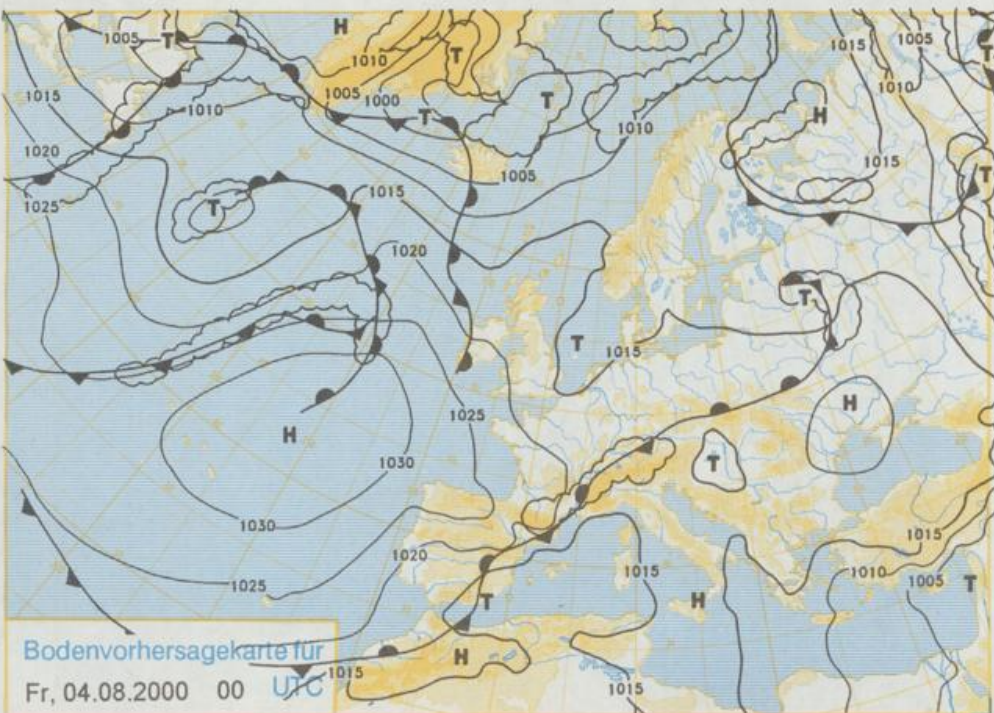 H
1005 T 1010 T 1015 1005 T
1015 1005 1000 T T 1010 H 1010
1010
1020 1005 1015
1025 T 1015 T
1020
T
T 1015
1025 H
H
1030 T
1030
1020 1015
1025 1015 1010 1005 T
T H
H
Bodenvorhersagekarte für
Fr, 04.08.2000 00 UTC
1015
1015